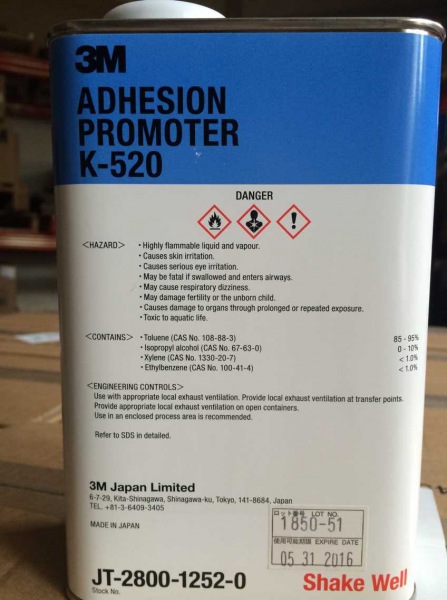 3M
ADHESION
PROMOTER
K-520
DANGER
<HAZARD>
・Highly flammable liquid and vapour.
・Causes skin irritation.
・Causes serious eye irritation.
・May be fatal if swallowed and enters airways.
・May cause respiratory dizziness.
・May damage fertility or the unborn child.
・Causes damage to organs through prolonged or repeated exposure.
・Toxic to aquatic life.
<CONTAINS>
・Toluene (CAS No. 108-88-3) 85 - 95%
・Isopropyl alcohol (CAS No. 67-63-0) 0 - 10%
・Xylene (CAS No. 1330-20-7) < 1.0%
・Ethylbenzene (CAS No. 100-41-4) < 1.0%
<ENGINEERING CONTROLS>
Use with appropriate local exhaust ventilation. Provide local exhaust ventilation at transfer points.
Provide appropriate local exhaust ventilation on open containers.
Use in an enclosed process area is recommended.
Refer to SDS in detailed.
3M Japan Limited
6-7-29, Kita-Shinagawa, Shinagawa-ku, Tokyo, 141-8684, Japan
TEL. +81-3-6409-3405
MADE IN JAPAN
ロット番号 LOT NO.
1850-51
使用可能期限 EXPIRE DATE
05 31 2016
JT-2800-1252-0
Stock No.
Shake Well